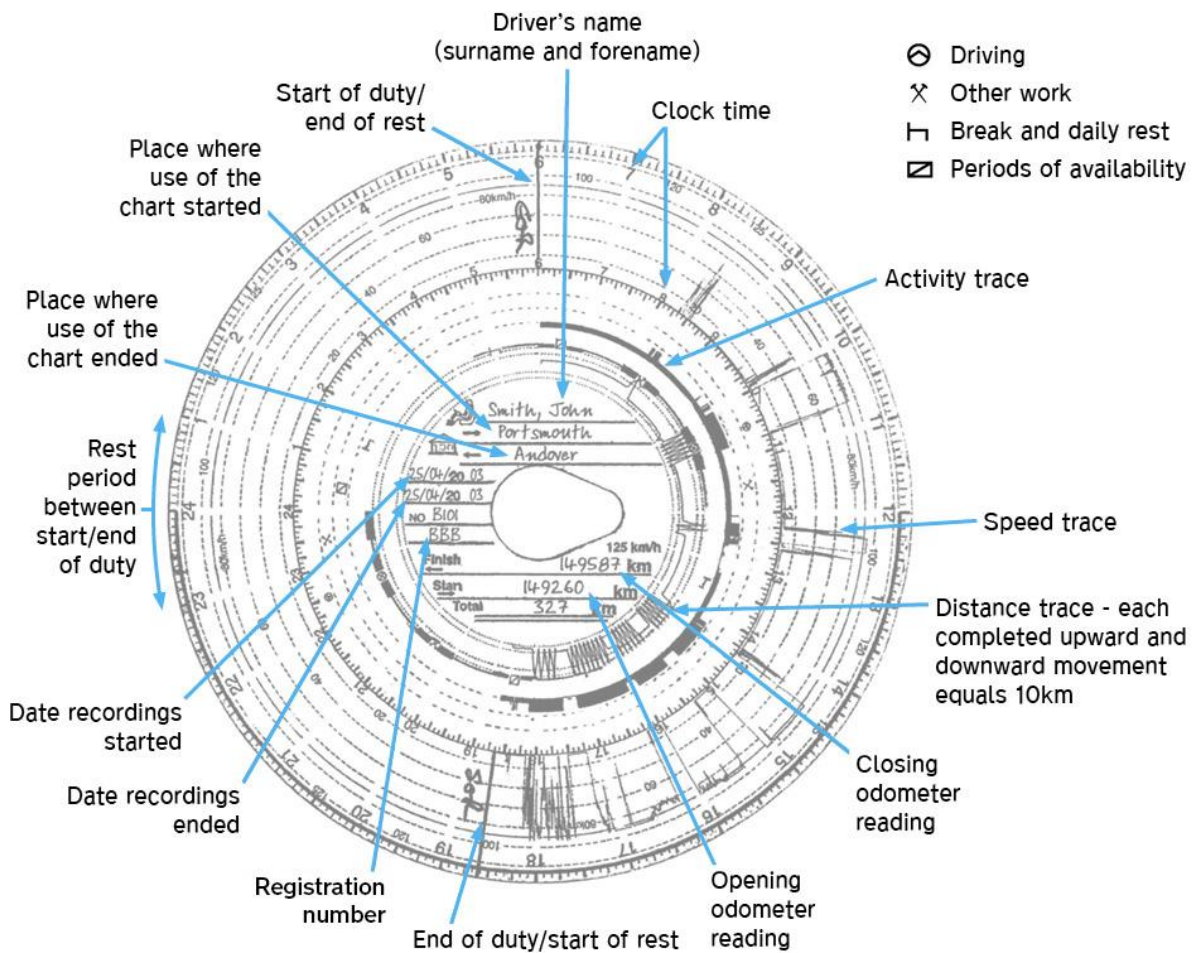 Driver's name
(surname and forename)
Start of duty/
end of rest
Clock time
Driving
Other work
Break and daily rest
Periods of availability
Place where
use of the
chart started
Place where
use of the
chart ended
Activity trace
Rest
period
between
start/end
of duty
Speed trace
Distance trace - each
completed upward and
downward movement
equals 10km
Date recordings
started
Date recordings
ended
Closing
odometer
reading
Registration
number
Opening
odometer
reading
End of duty/start of rest
Smith, John
Portsmouth
Andover
25/04/20 03
25/04/20 03
NO B101
BBB
125 km/h
Finish 149587 km
Start 149260 km
Total 327